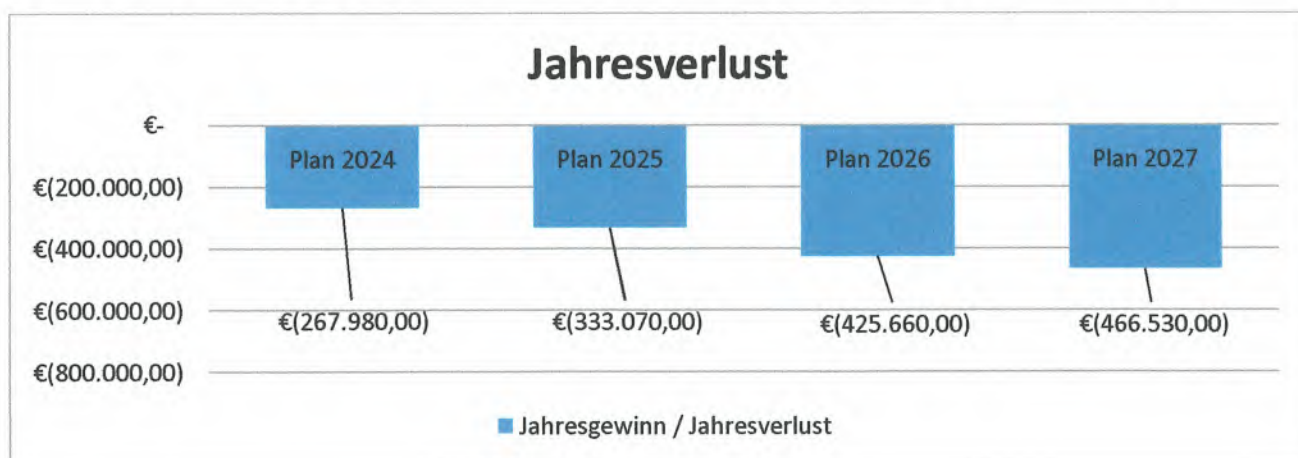 Jahresverlust
€-
€(200.000,00)
€(400.000,00)
€(600.000,00)
€(800.000,00)
Plan 2024
Plan 2025
Plan 2026
Plan 2027
€(267.980,00)
€(333.070,00)
€(425.660,00)
€(466.530,00)
Jahresgewinn / Jahresverlust